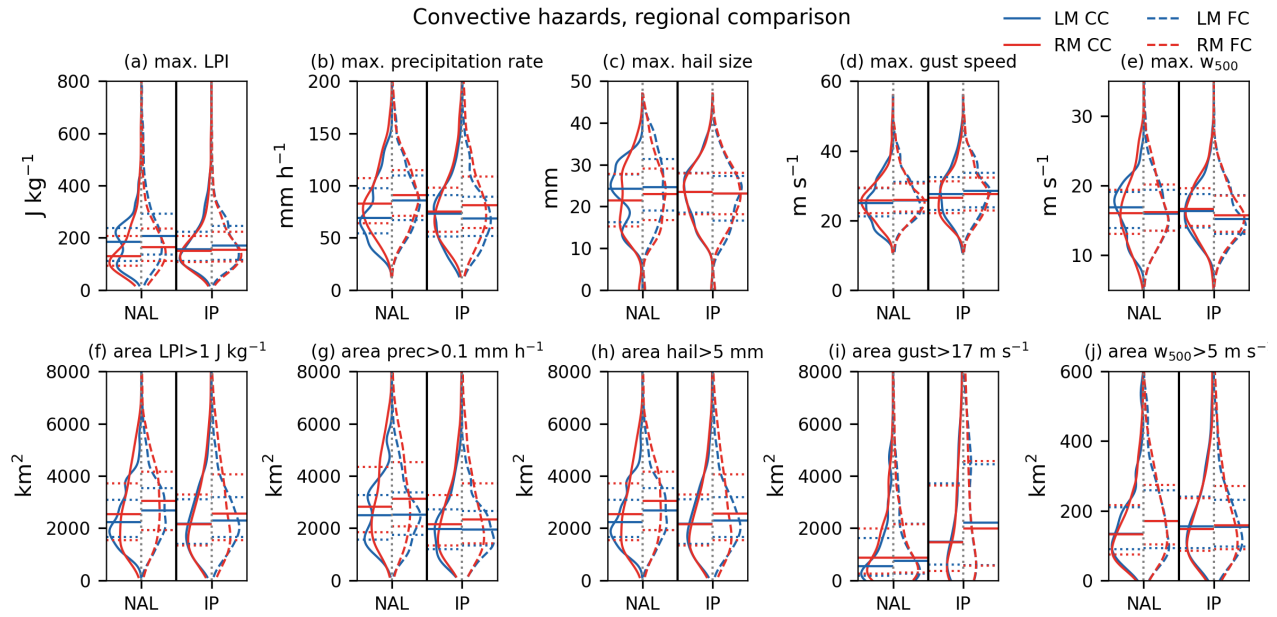 Convective hazards, regional comparison
LM CC
LM FC
RM CC
RM FC
(a) max. LPI
(b) max. precipitation rate
(c) max. hail size
(d) max. gust speed
(e) max. w₅₀₀
J kg⁻¹
800
600
400
200
0
NAL
IP
mm h⁻¹
200
150
100
50
0
NAL
IP
mm
50
40
30
20
10
0
NAL
IP
m s⁻¹
60
40
20
0
NAL
IP
m s⁻¹
30
20
10
NAL
IP
(f) area LPI>1 J kg⁻¹
(g) area prec>0.1 mm h⁻¹
(h) area hail>5 mm
(i) area gust>17 m s⁻¹
(j) area w₅₀₀>5 m s⁻
km²
8000
6000
4000
2000
0
NAL
IP
km²
8000
6000
4000
2000
0
NAL
IP
km²
8000
6000
4000
2000
0
NAL
IP
km²
8000
6000
4000
2000
0
NAL
IP
km²
600
400
200
0
NAL
IP